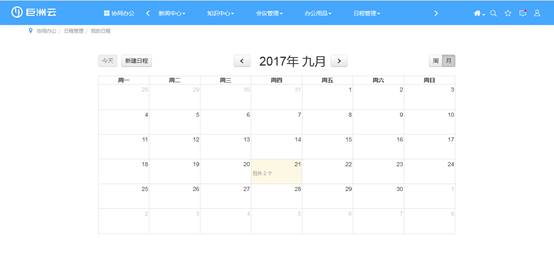 巨洲云 协同办公 新闻中心 知识中心 会议管理 办公用品 日程管理
协同办公 / 日程管理 / 我的日程
今天 新建日程 2017年 九月 周 月
周一 周二 周三 周四 周五 周六 周日
28 29 30 31 1 2 3
4 5 6 7 8 9 10
11 12 13 14 15 16 17
18 19 20 21 22 23 24
另外 2 个
25 26 27 28 29 30 1
2 3 4 5 6 7 8